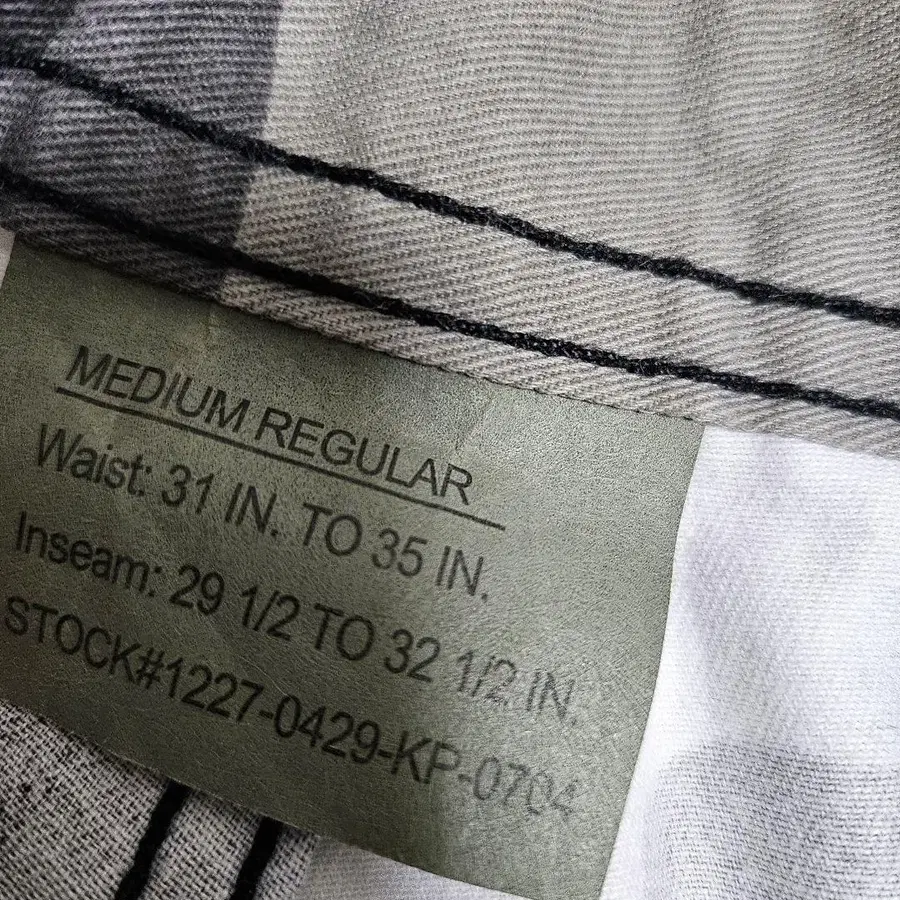 MEDIUM REGULAR
Waist: 31 IN. TO 35 IN.
Inseam: 29 1/2 TO 32 1/2 IN.
STOCK#1227-0429-KP-0704